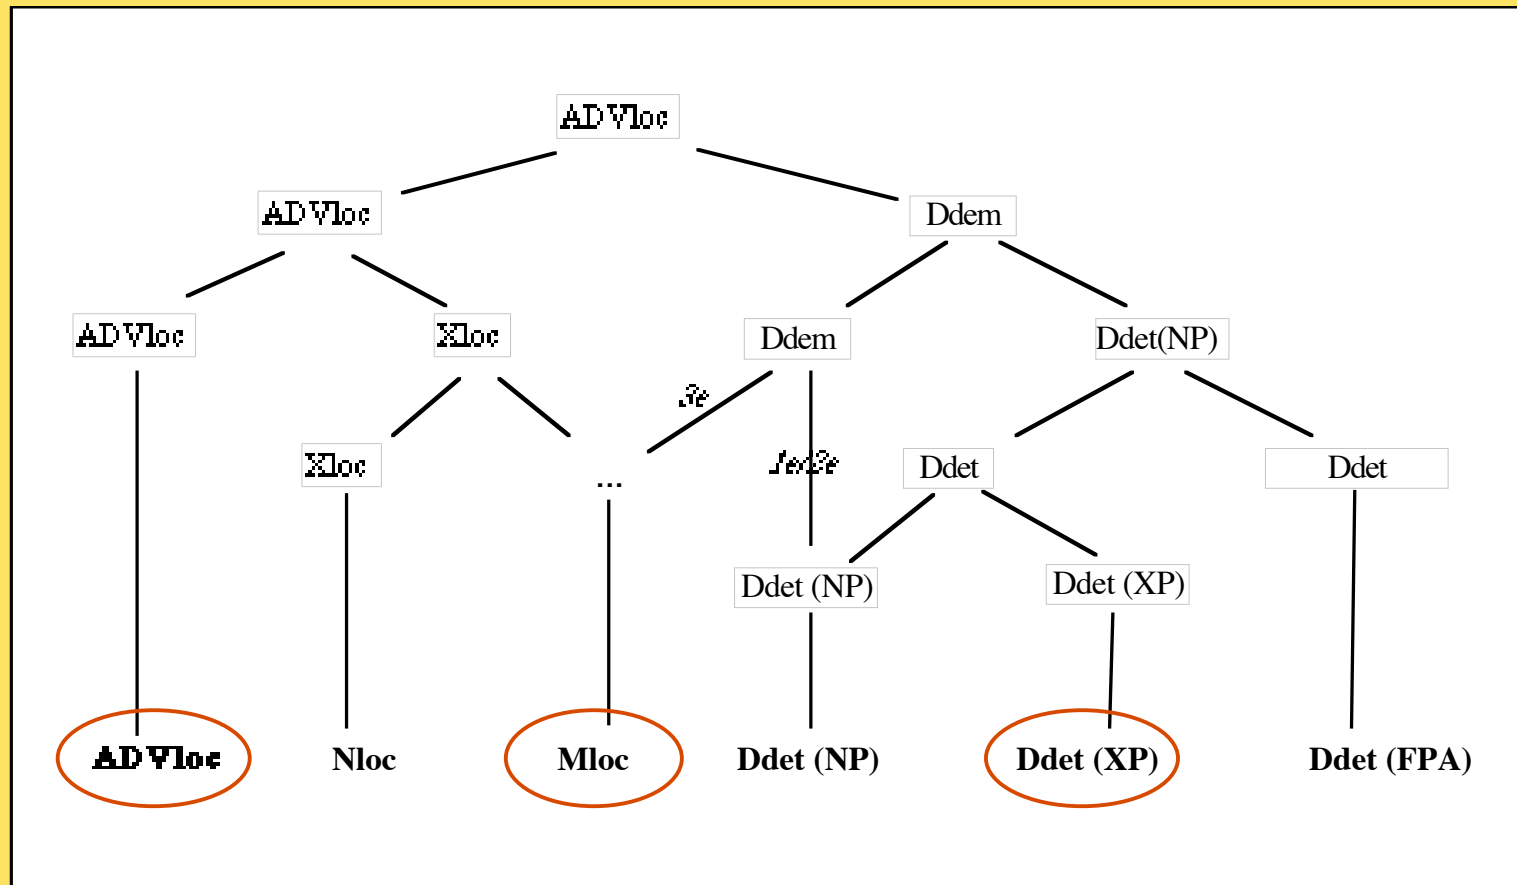 ADVloc
ADVloc Ddem
ADVloc Xloc Ddem Ddet(NP)
3e
Xloc ... 1er/2e Ddet Ddet
Ddet (NP) Ddet (XP)
ADVloc Nloc Mloc Ddet (NP) Ddet (XP) Ddet (FPA)